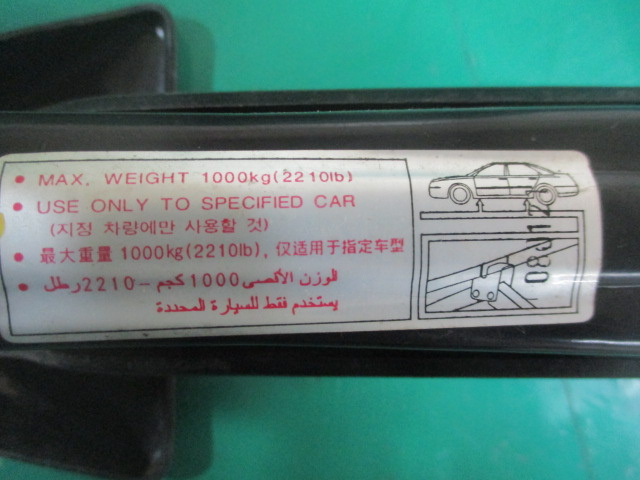 • MAX. WEIGHT 1000kg(2210lb)
• USE ONLY TO SPECIFIED CAR
(지정 차량에만 사용할 것)
• 最大重量 1000kg(2210lb), 仅适用于指定车型
• الوزن الأقصى 1000 كجم -2210 رطل
يستخدم فقط للسيارة المحددة